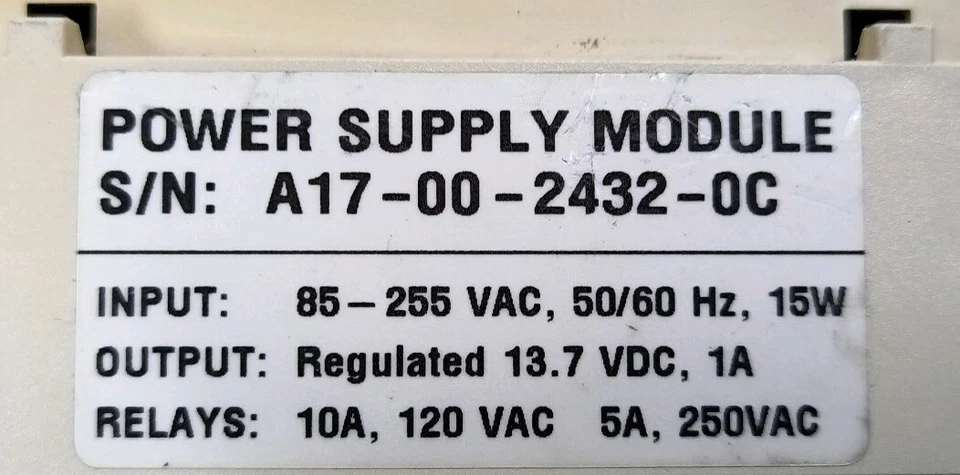 POWER SUPPLY MODULE
S/N: A17-00-2432-0C
INPUT: 85-255 VAC, 50/60 Hz, 15W
OUTPUT: Regulated 13.7 VDC, 1A
RELAYS: 10A, 120 VAC 5A, 250VAC